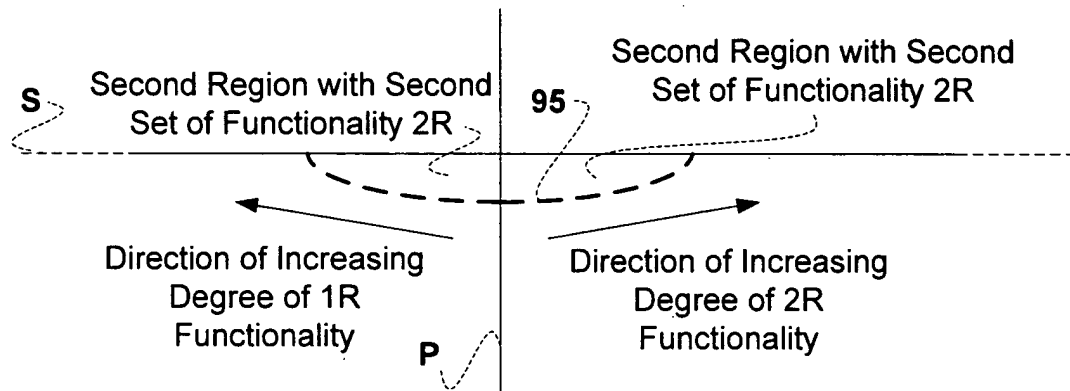 S
Second Region with Second
Set of Functionality 2R
95
Second Region with Second
Set of Functionality 2R
Direction of Increasing
Degree of 1R
Functionality
Direction of Increasing
Degree of 2R
Functionality
P